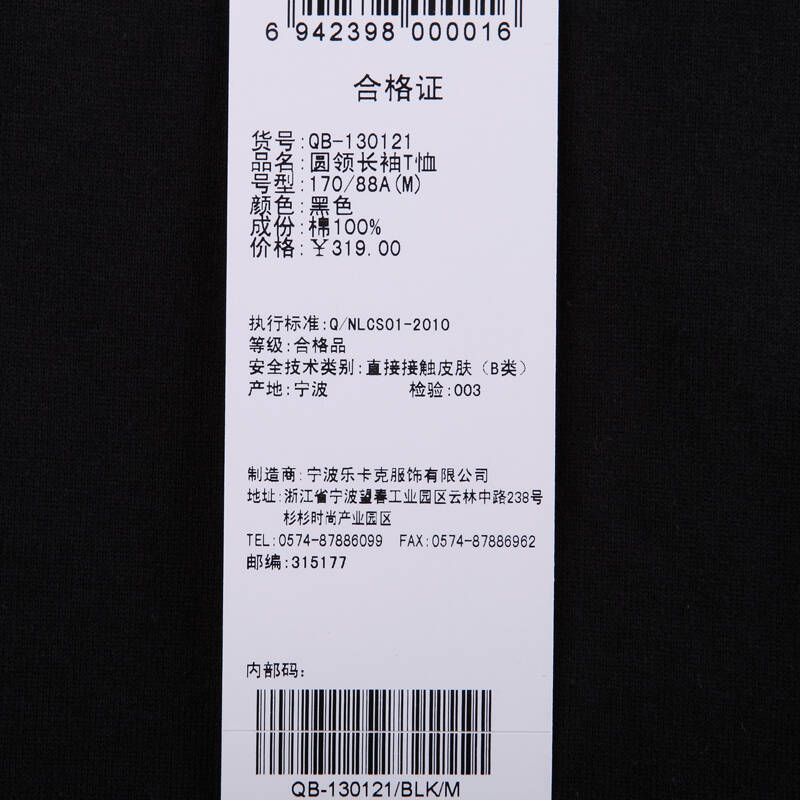 6 942398 000016
合格证
货号:QB-130121
品名:圆领长袖T恤
号型:170/88A(M)
颜色:黑色
成份:棉100%
价格:￥319.00
执行标准:Q/NLCS01-2010
等级:合格品
安全技术类别:直接接触皮肤（B类）
产地:宁波 检验:003
制造商:宁波乐卡克服饰有限公司
地址:浙江省宁波望春工业园区云林中路238号
杉杉时尚产业园区
TEL:0574-87886099 FAX:0574-87886962
邮编:315177
内部码:
QB-130121/BLK/M